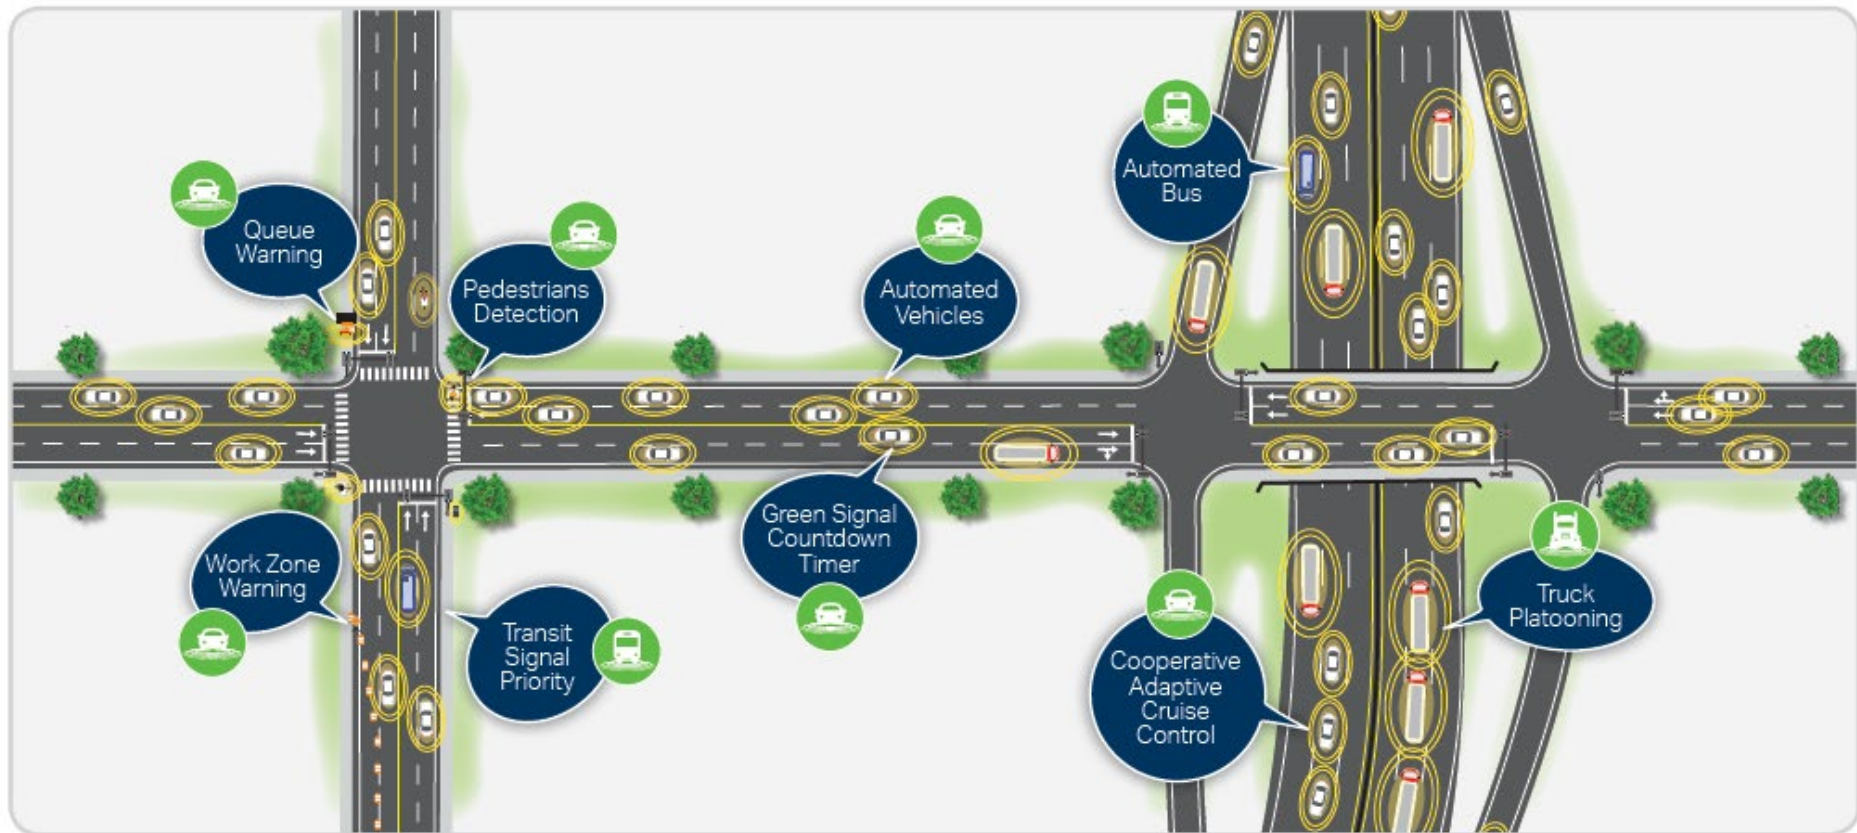 Queue
Warning
Pedestrians
Detection
Automated
Vehicles
Automated
Bus
Work Zone
Warning
Transit
Signal
Priority
Green Signal
Countdown
Timer
Cooperative
Adaptive
Cruise
Control
Truck
Platooning